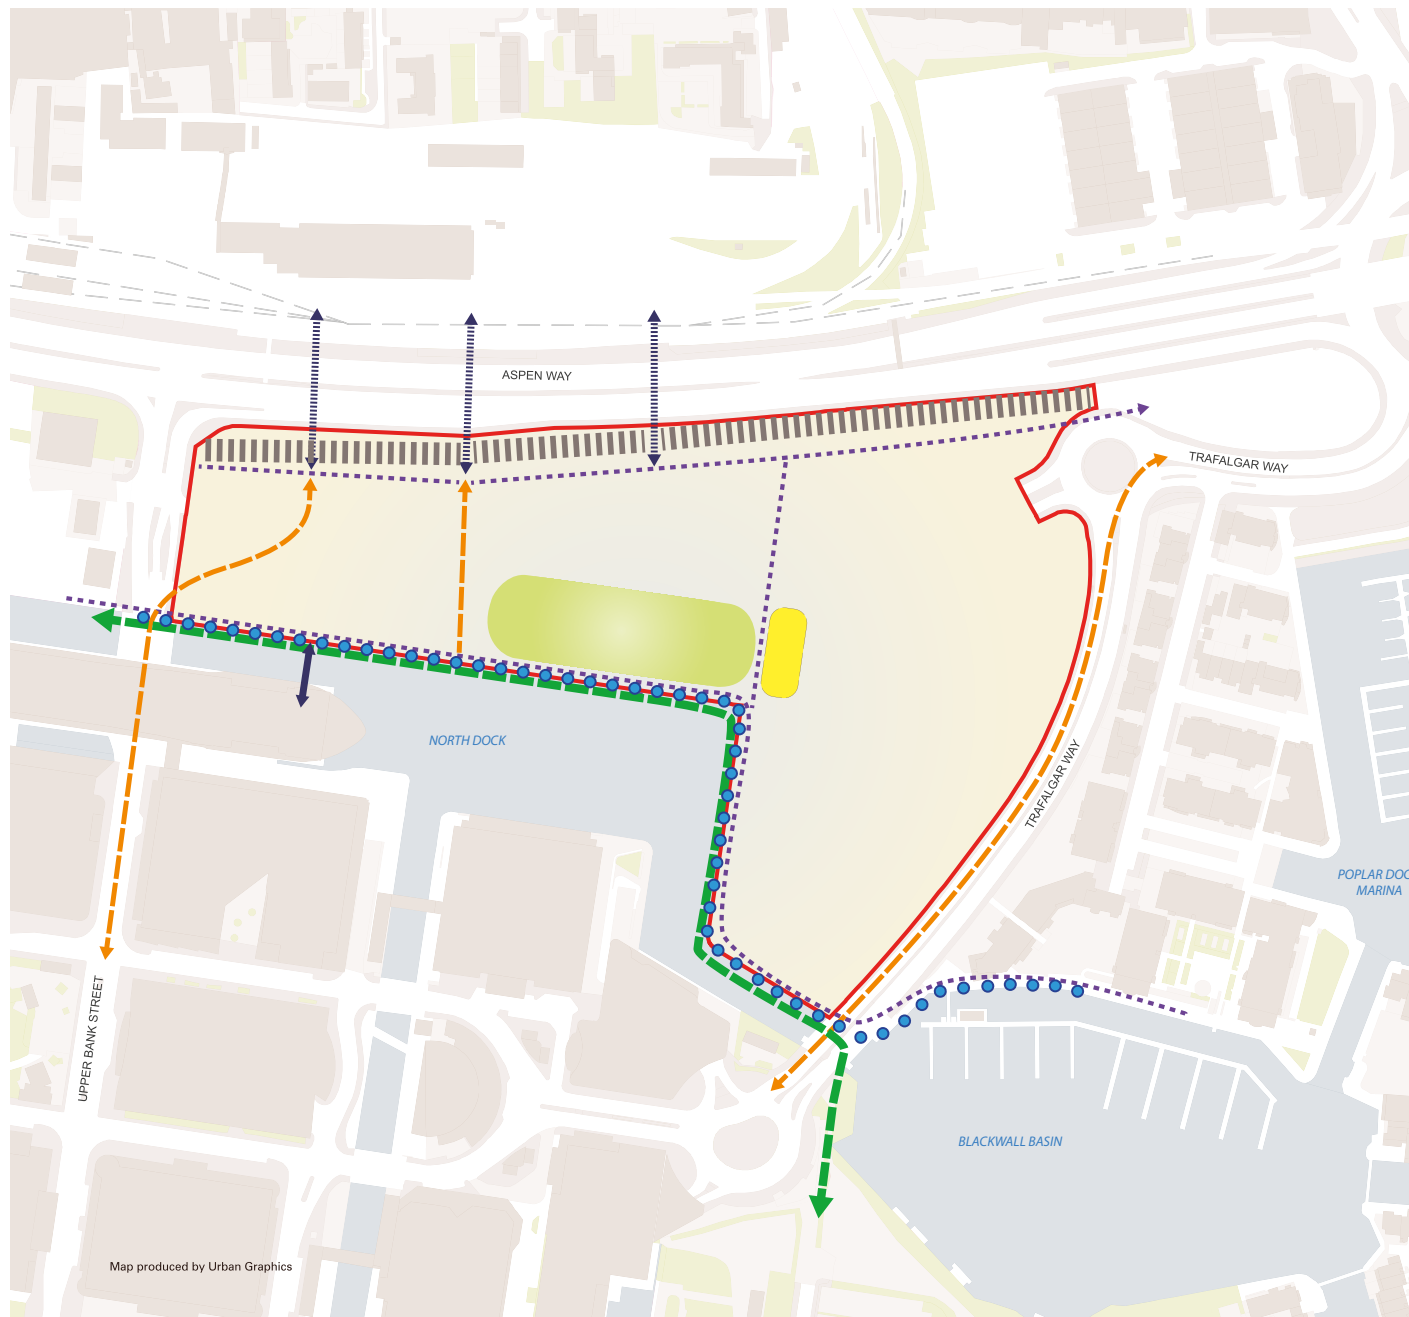 ASPEN WAY
TRAFALGAR WAY
NORTH DOCK
TRAFALGAR WAY
POPLAR DOC
MARINA
UPPER BANK STREET
BLACKWALL BASIN
Map produced by Urban Graphics